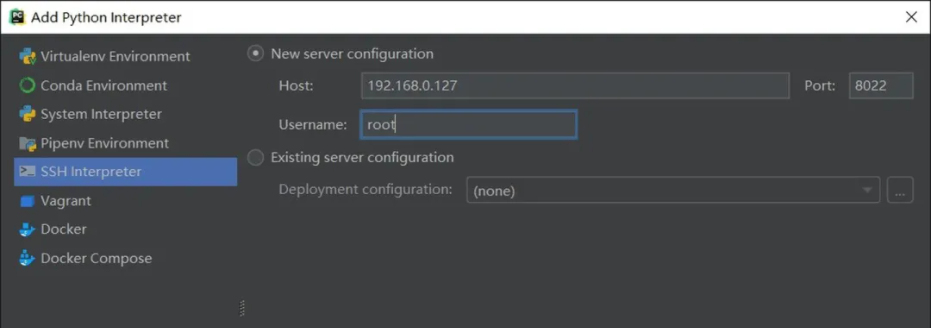 Add Python Interpreter
Virtualenv Environment
Conda Environment
System Interpreter
Pipenv Environment
SSH Interpreter
Vagrant
Docker
Docker Compose
New server configuration
Host: 192.168.0.127 Port: 8022
Username: root
Existing server configuration
Deployment configuration: (none) ...